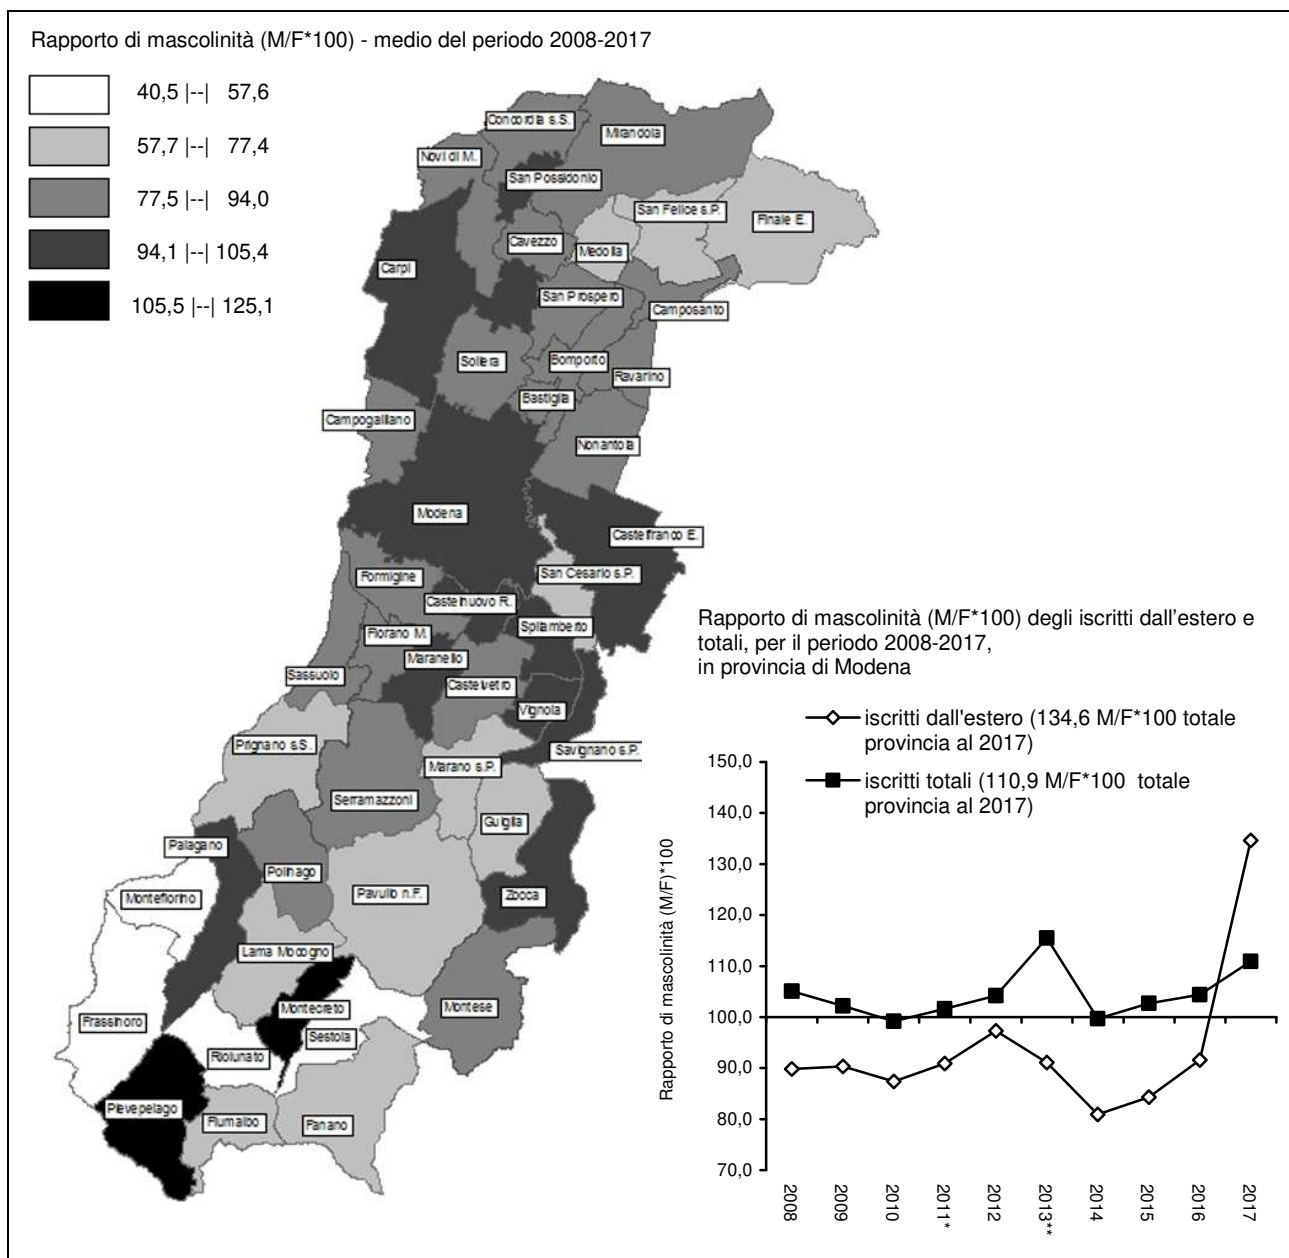 Rapporto di mascolinità (M/F*100) - medio del periodo 2008-2017
40,5 |--| 57,6
57,7 |--| 77,4
77,5 |--| 94,0
94,1 |--| 105,4
105,5 |--| 125,1
Concordia s.S.
Mirandola
Novi di M.
San Possidonio
San Felice s.P.
Finale E.
Cavezzo
Medolla
Carpi
San Prospero
Camposanto
Soliera
Bomporto
Ravarino
Bastiglia
Campogalliano
Nonantola
Modena
Castelfranco E.
Formigine
San Cesario s.P.
Castelnuovo R.
Spilamberto
Fiorano M.
Maranello
Sassuolo
Castelvetro
Vignola
Prignano s.S.
Savignano s.P.
Marano s.P.
Serramazzoni
Guiglia
Palagano
Polinago
Pavullo n.F.
Zocca
Montefiorino
Lama Mocogno
Montecreto
Montese
Frassinoro
Sestola
Riolunato
Pievepelago
Fiumalbo
Fanano
Rapporto di mascolinità (M/F*100) degli iscritti dall'estero e
totali, per il periodo 2008-2017,
in provincia di Modena
iscritti dall'estero (134,6 M/F*100 totale
provincia al 2017)
iscritti totali (110,9 M/F*100 totale
provincia al 2017)
Rapporto di mascolinità (M/F)*100
150,0
140,0
130,0
120,0
110,0
100,0
90,0
80,0
70,0
2008
2009
2010
2011*
2012
2013**
2014
2015
2016
2017